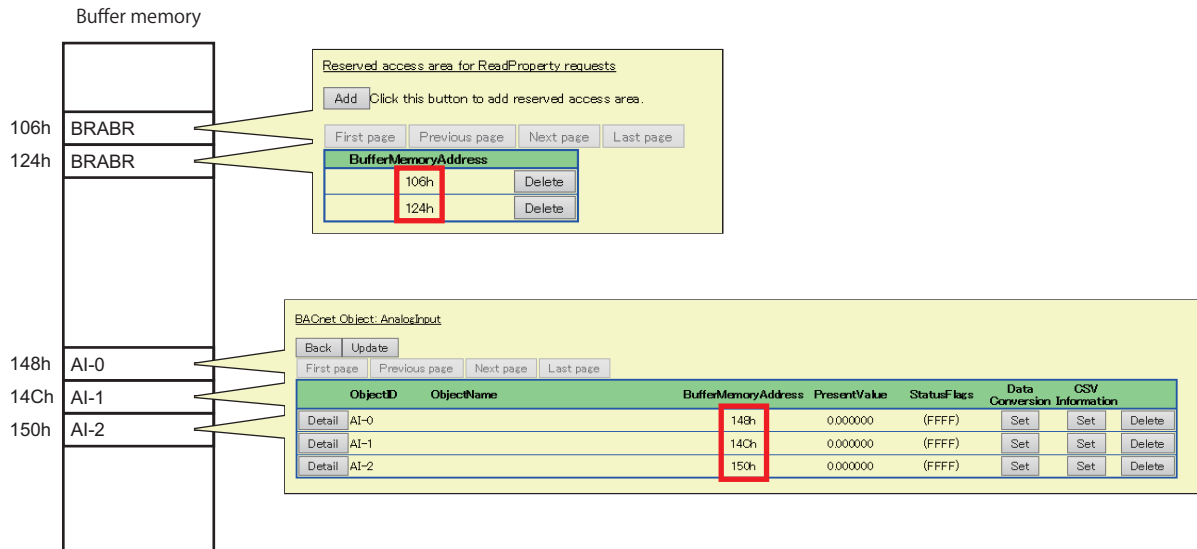 Buffer memory
Reserved access area for ReadProperty requests
Add Click this button to add reserved access area.
First page Previous page Next page Last page
BufferMemoryAddress
106h Delete
124h Delete
106h BRABR
124h BRABR
BACnet Object: AnalogInput
Back Update
First page Previous page Next page Last page
ObjectID ObjectName BufferMemoryAddress PresentValue StatusFlags Data Conversion CSV Information
Detail AI-0 148h 0.000000 (FFFF) Set Set Delete
Detail AI-1 14Ch 0.000000 (FFFF) Set Set Delete
Detail AI-2 150h 0.000000 (FFFF) Set Set Delete
148h AI-0
14Ch AI-1
150h AI-2